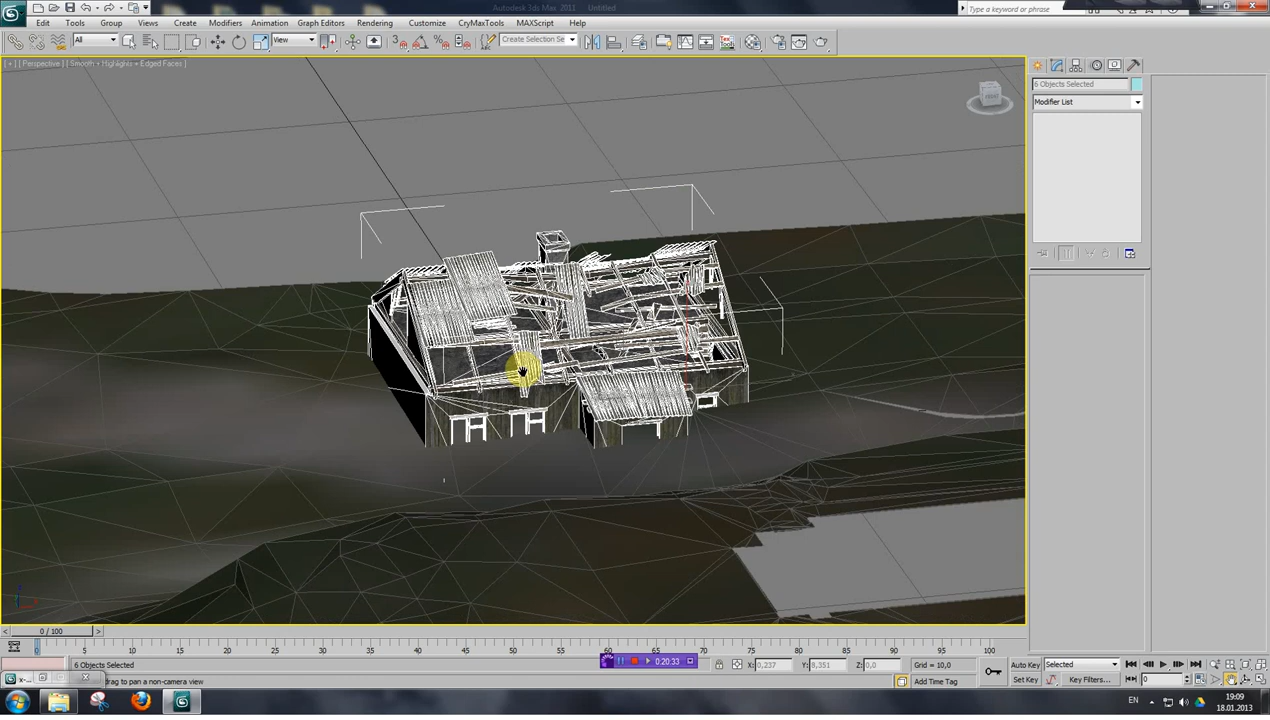 Autodesk 3ds Max 2011 Untitled
Type a keyword or phrase
Edit Tools Group Views Create Modifiers Animation Graph Editors Rendering Customize CryMaxTools MAXScript Help
All View Create Selection Se
[ + ] [ Perspective ] [ Smooth + Highlights + Edged Faces ]
6 Objects Selected
Modifier List
0 / 100
0 5 10 15 20 25 30 35 40 45 50 55 60 65 70 75 80 85 90 95 100
6 Objects Selected
0:20:33
X: 0,237 Y: 8,351 Z: 0,0 Grid = 10,0
Auto Key Selected
drag to pan a non-camera view
Add Time Tag
Set Key Key Filters... 0
EN 19:09
18.01.2013